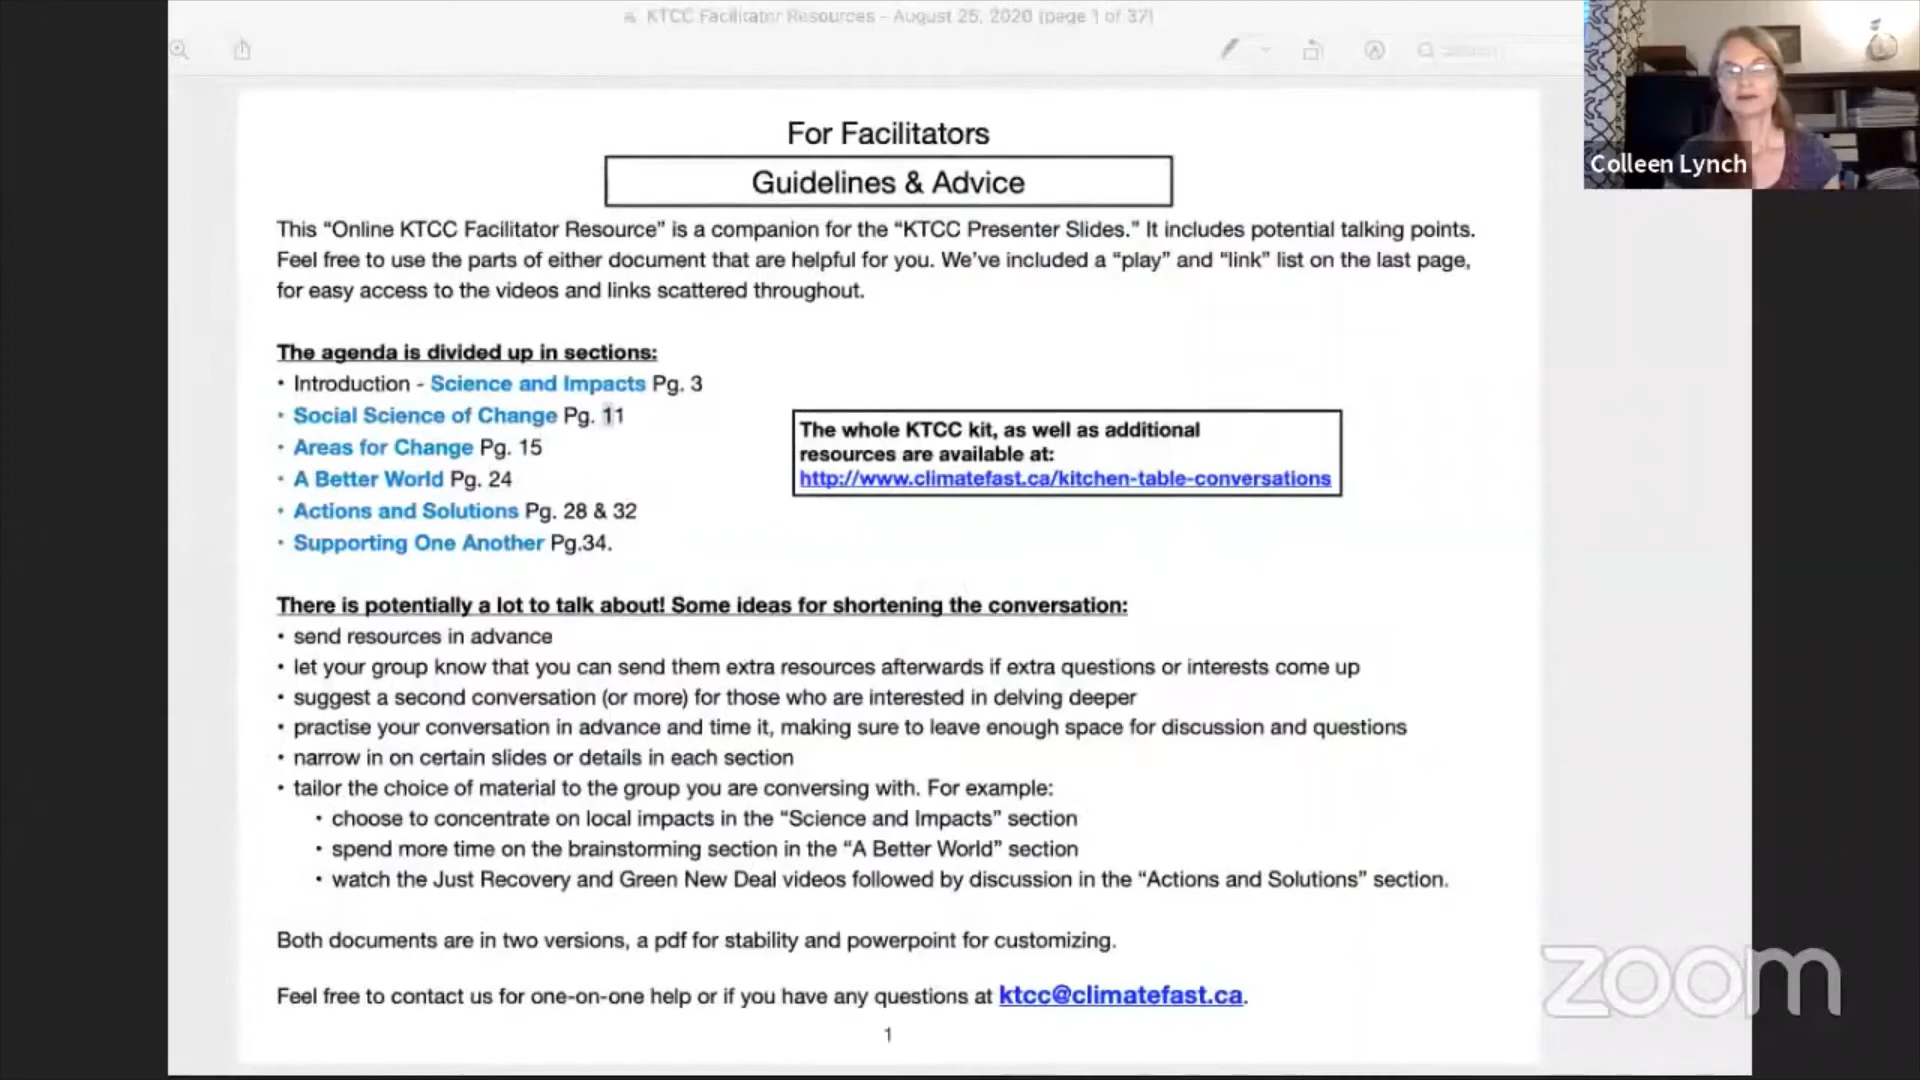 KTCC Facilitator Resources - August 25, 2020 (page 1 of 37)
Search
Colleen Lynch
For Facilitators
Guidelines & Advice
This “Online KTCC Facilitator Resource” is a companion for the “KTCC Presenter Slides.” It includes potential talking points.
Feel free to use the parts of either document that are helpful for you. We’ve included a “play” and “link” list on the last page,
for easy access to the videos and links scattered throughout.
The agenda is divided up in sections:
• Introduction - Science and Impacts Pg. 3
• Social Science of Change Pg. 11
• Areas for Change Pg. 15
• A Better World Pg. 24
• Actions and Solutions Pg. 28 & 32
• Supporting One Another Pg.34.
The whole KTCC kit, as well as additional
resources are available at:
http://www.climatefast.ca/kitchen-table-conversations
There is potentially a lot to talk about! Some ideas for shortening the conversation:
• send resources in advance
• let your group know that you can send them extra resources afterwards if extra questions or interests come up
• suggest a second conversation (or more) for those who are interested in delving deeper
• practise your conversation in advance and time it, making sure to leave enough space for discussion and questions
• narrow in on certain slides or details in each section
• tailor the choice of material to the group you are conversing with. For example:
• choose to concentrate on local impacts in the “Science and Impacts” section
• spend more time on the brainstorming section in the “A Better World” section
• watch the Just Recovery and Green New Deal videos followed by discussion in the “Actions and Solutions” section.
Both documents are in two versions, a pdf for stability and powerpoint for customizing.
Feel free to contact us for one-on-one help or if you have any questions at ktcc@climatefast.ca.
1
zoom